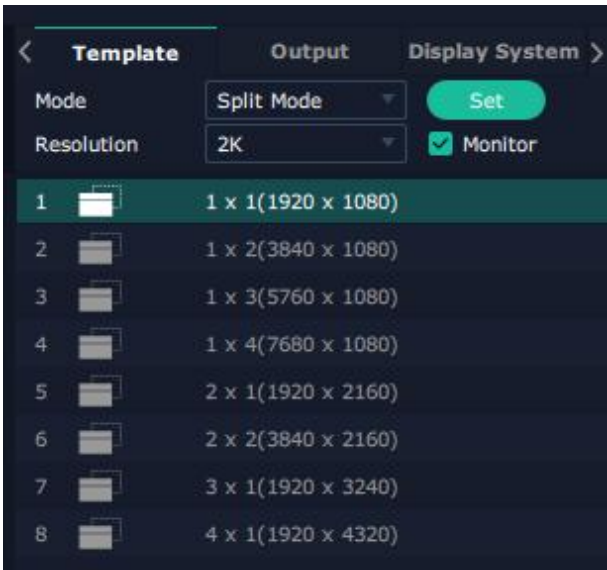 Template Output Display System
Mode Split Mode Set
Resolution 2K Monitor
1 1 x 1(1920 x 1080)
2 1 x 2(3840 x 1080)
3 1 x 3(5760 x 1080)
4 1 x 4(7680 x 1080)
5 2 x 1(1920 x 2160)
6 2 x 2(3840 x 2160)
7 3 x 1(1920 x 3240)
8 4 x 1(1920 x 4320)